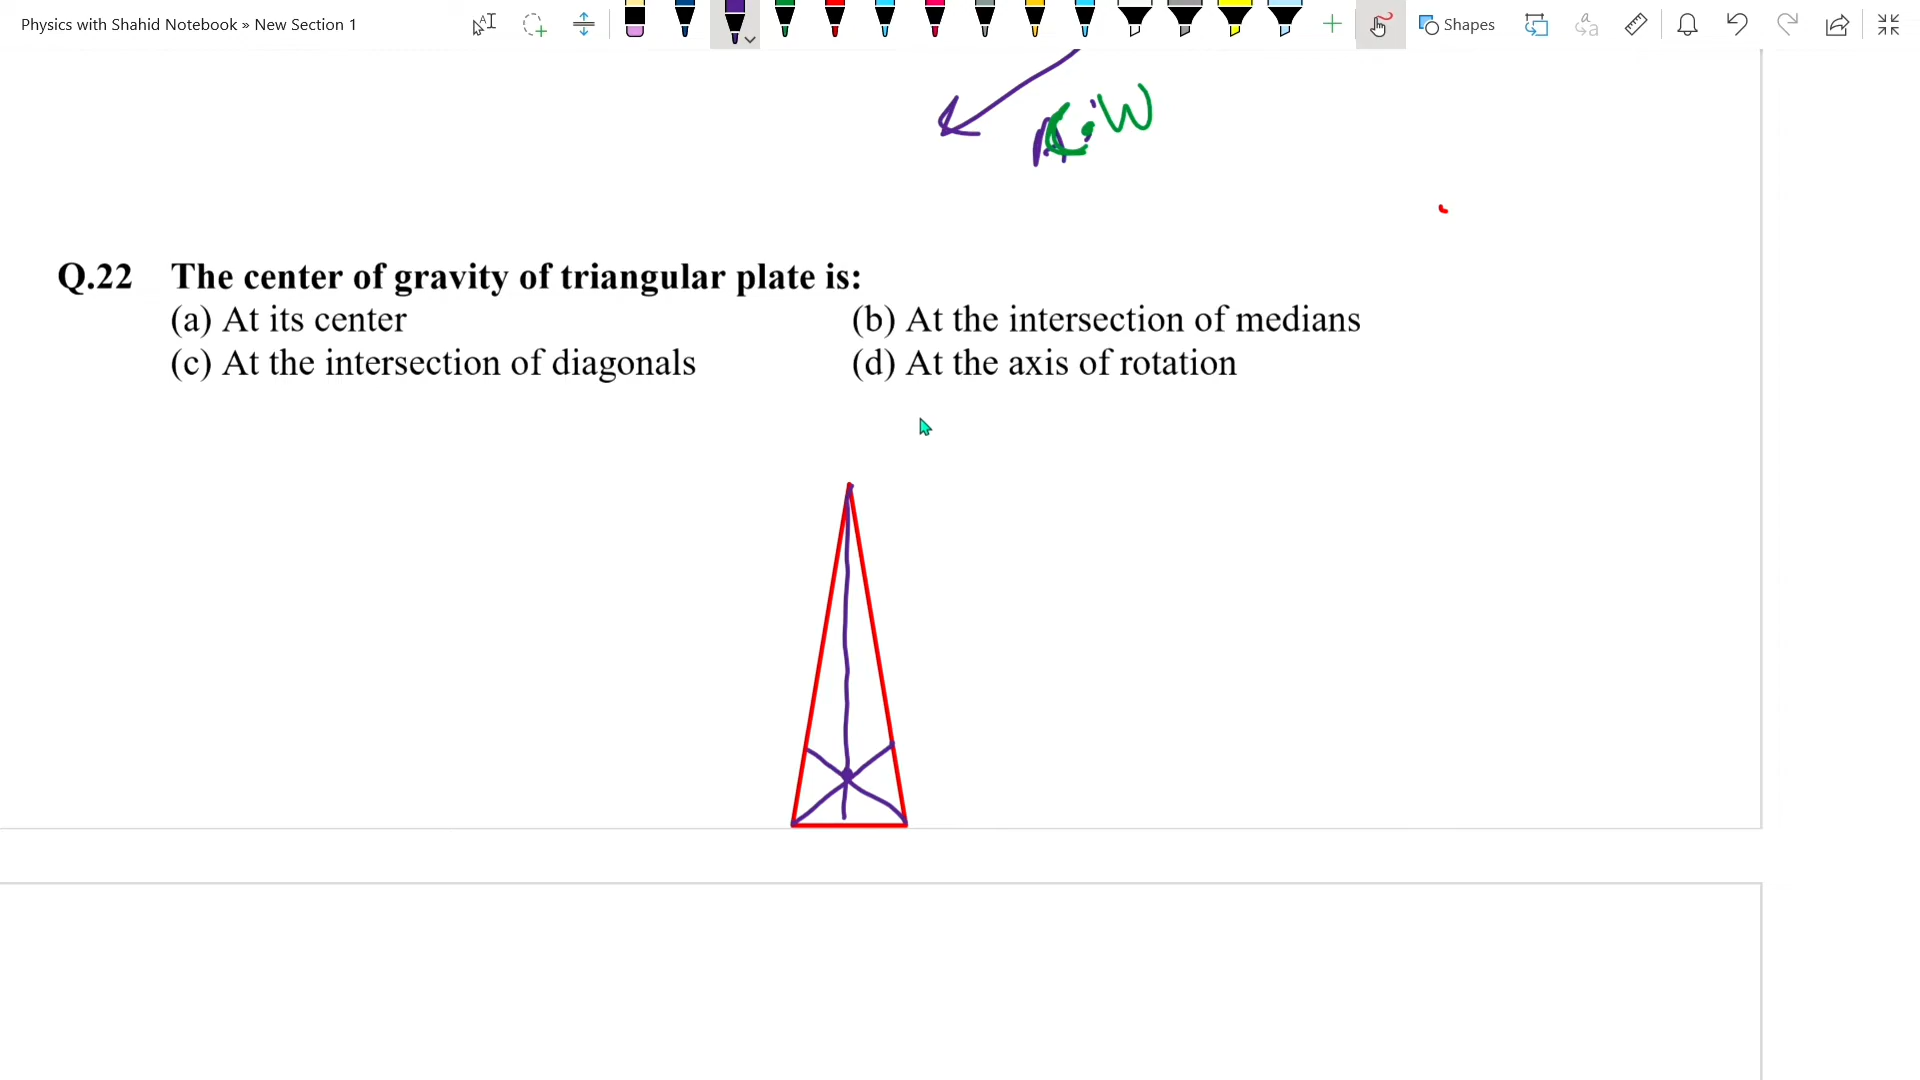 Physics with Shahid Notebook » New Section 1
Shapes
Q.22 The center of gravity of triangular plate is:
(a) At its center (b) At the intersection of medians
(c) At the intersection of diagonals (d) At the axis of rotation